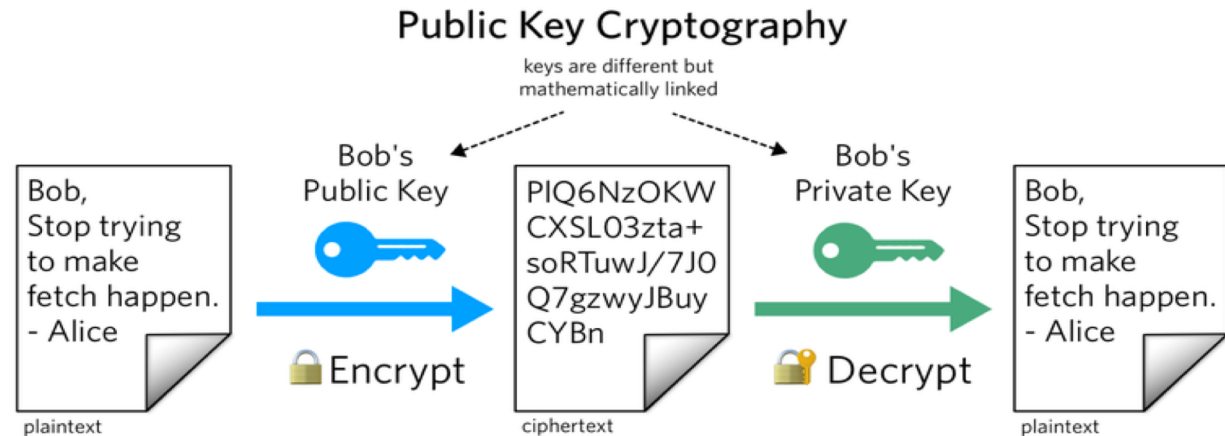 Public Key Cryptography
keys are different but
mathematically linked
Bob,
Stop trying
to make
fetch happen.
- Alice
plaintext
Bob's
Public Key
Encrypt
PIQ6NzOKW
CXSL03zta+
soRTuwJ/7J0
Q7gzwyJBuy
CYBn
ciphertext
Bob's
Private Key
Decrypt
Bob,
Stop trying
to make
fetch happen.
- Alice
plaintext